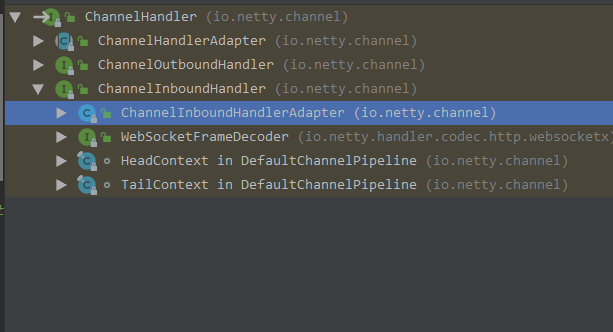 ChannelHandler (io.netty.channel)
ChannelHandlerAdapter (io.netty.channel)
ChannelOutboundHandler (io.netty.channel)
ChannelInboundHandler (io.netty.channel)
ChannelInboundHandlerAdapter (io.netty.channel)
WebSocketFrameDecoder (io.netty.handler.codec.http.websocketx)
HeadContext in DefaultChannelPipeline (io.netty.channel)
TailContext in DefaultChannelPipeline (io.netty.channel)